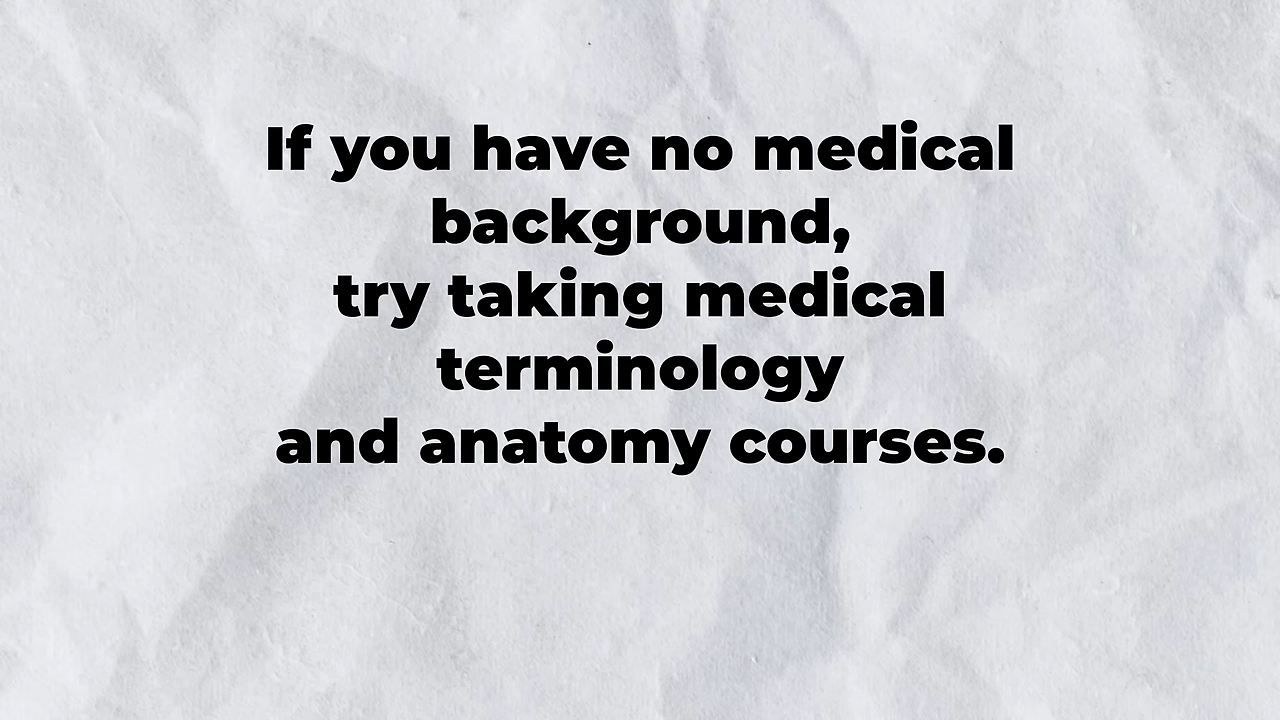 If you have no medical
background,
try taking medical
terminology
and anatomy courses.